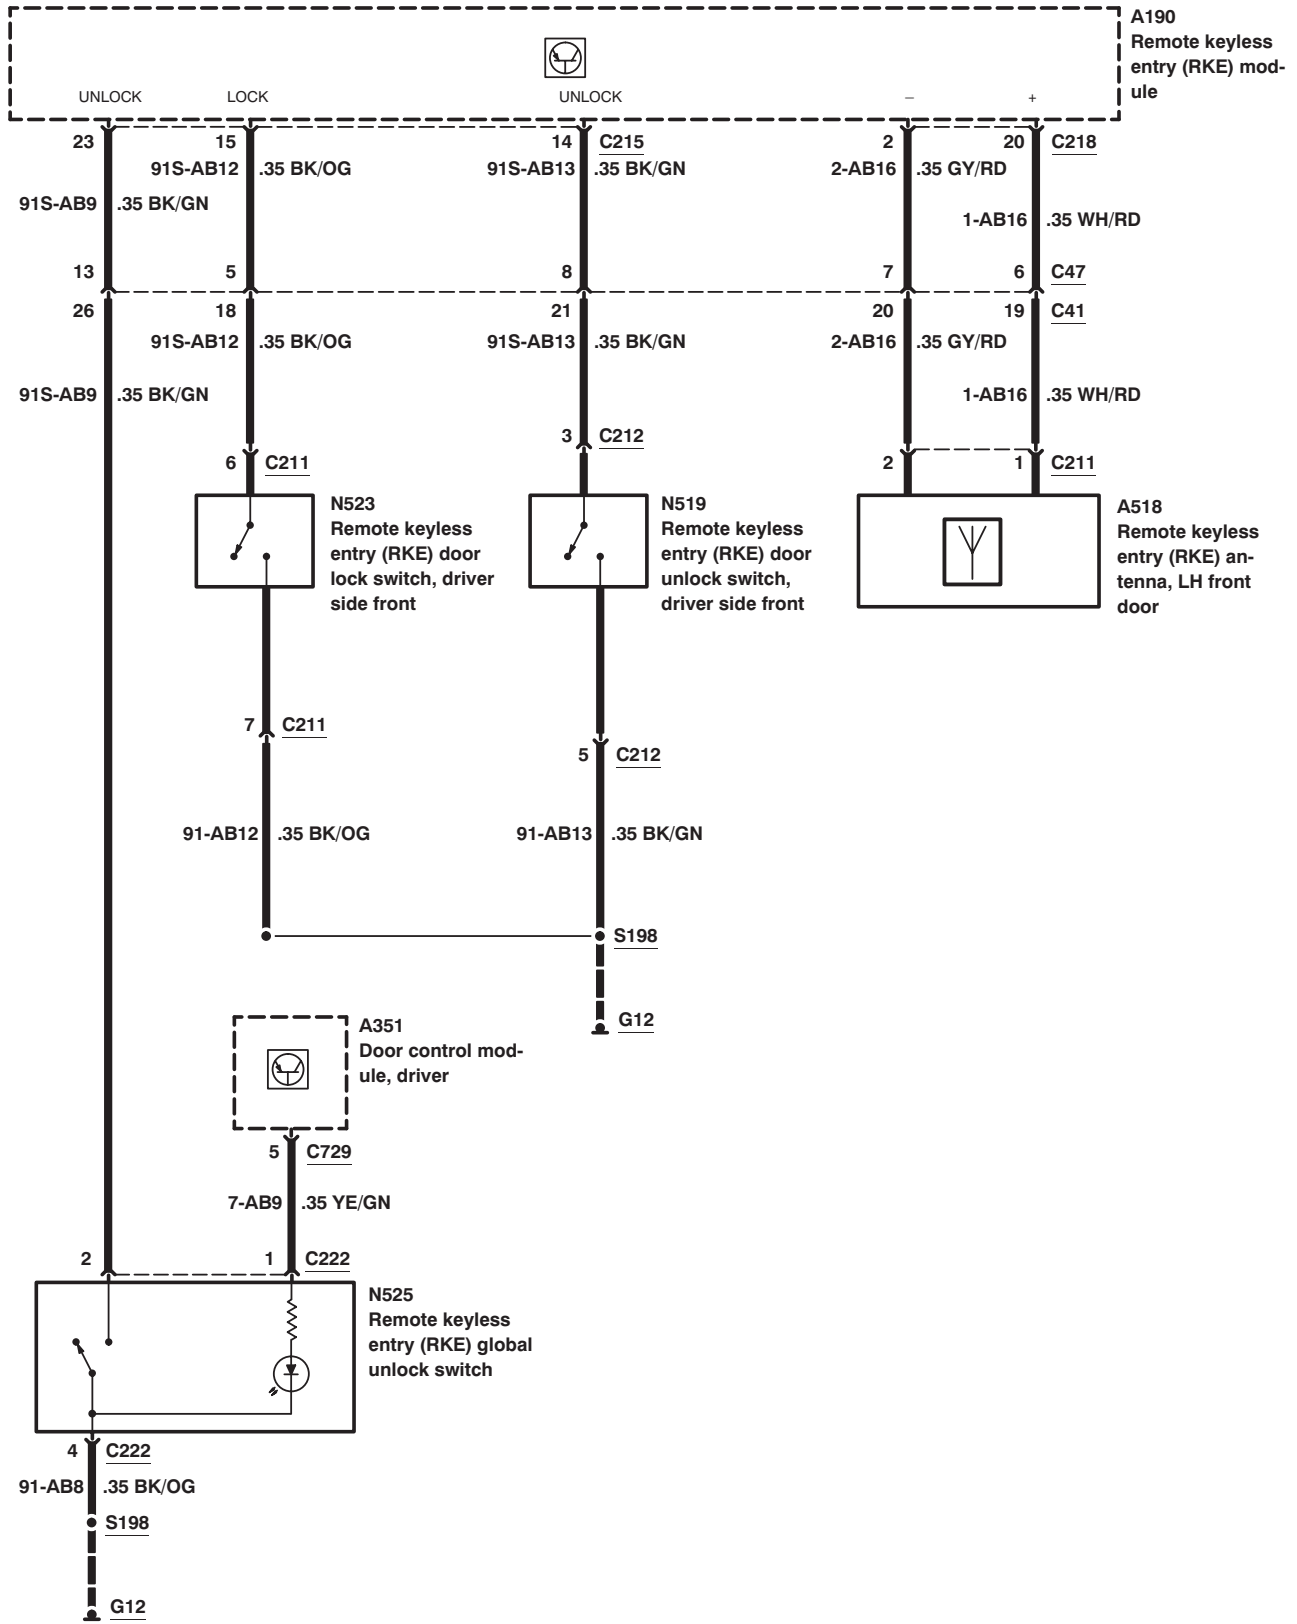 A190
Remote keyless
entry (RKE) mod-
ule
UNLOCK LOCK UNLOCK – +
23 15 14 C215 2 20 C218
91S-AB12 .35 BK/OG 91S-AB13 .35 BK/GN 2-AB16 .35 GY/RD
91S-AB9 .35 BK/GN
1-AB16 .35 WH/RD
13 5 8 7 6 C47
26 18 21 20 19 C41
91S-AB12 .35 BK/OG 91S-AB13 .35 BK/GN 2-AB16 .35 GY/RD
91S-AB9 .35 BK/GN 1-AB16 .35 WH/RD
3 C212
6 C211 2 1 C211
N523
Remote keyless
entry (RKE) door
lock switch, driver
side front
N519
Remote keyless
entry (RKE) door
unlock switch,
driver side front
A518
Remote keyless
entry (RKE) an-
tenna, LH front
door
7 C211
5 C212
91-AB12 .35 BK/OG 91-AB13 .35 BK/GN
S198
G12
A351
Door control mod-
ule, driver
5 C729
7-AB9 .35 YE/GN
2 1 C222
N525
Remote keyless
entry (RKE) global
unlock switch
4 C222
91-AB8 .35 BK/OG
S198
G12